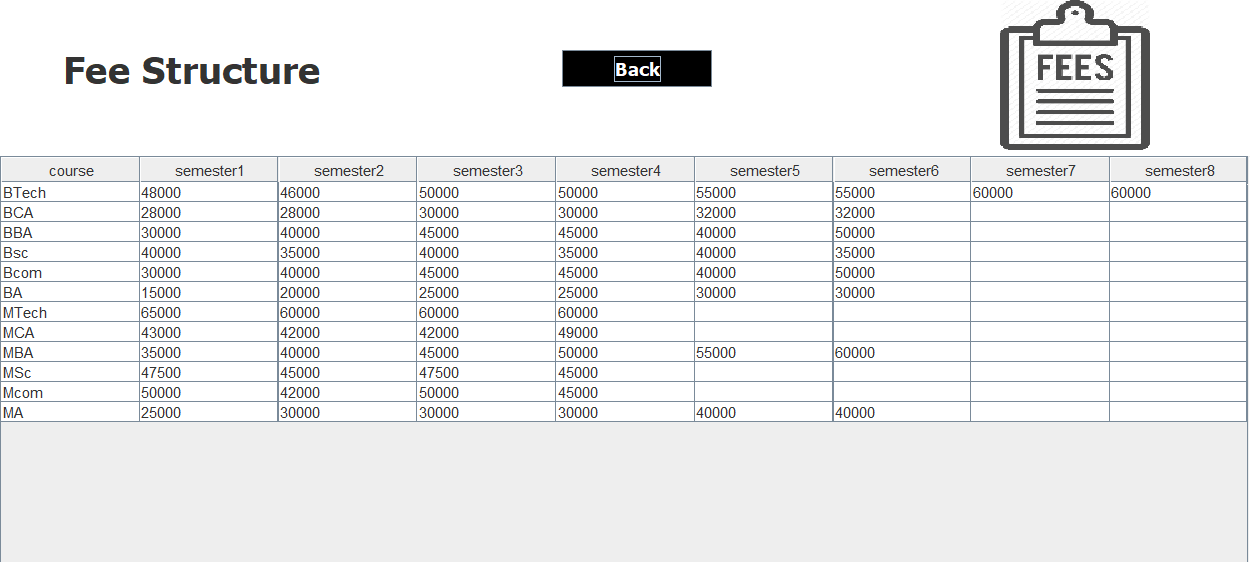 Fee Structure
Back
FEES
course semester1 semester2 semester3 semester4 semester5 semester6 semester7 semester8
BTech 48000 46000 50000 50000 55000 55000 60000 60000
BCA 28000 28000 30000 30000 32000 32000
BBA 30000 40000 45000 45000 40000 50000
Bsc 40000 35000 40000 35000 40000 35000
Bcom 30000 40000 45000 45000 40000 50000
BA 15000 20000 25000 25000 30000 30000
MTech 65000 60000 60000 60000
MCA 43000 42000 42000 49000
MBA 35000 40000 45000 50000 55000 60000
MSc 47500 45000 47500 45000
Mcom 50000 42000 50000 45000
MA 25000 30000 30000 30000 40000 40000